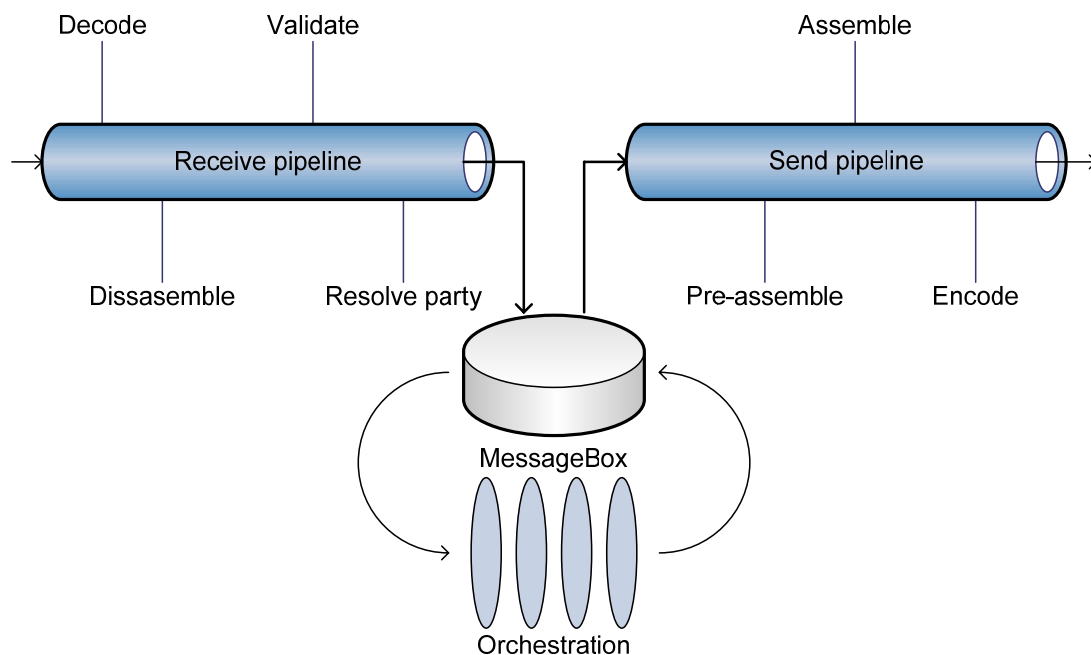 Decode
Validate
Assemble
Receive pipeline
Send pipeline
Dissasemble
Resolve party
Pre-assemble
Encode
MessageBox
Orchestration